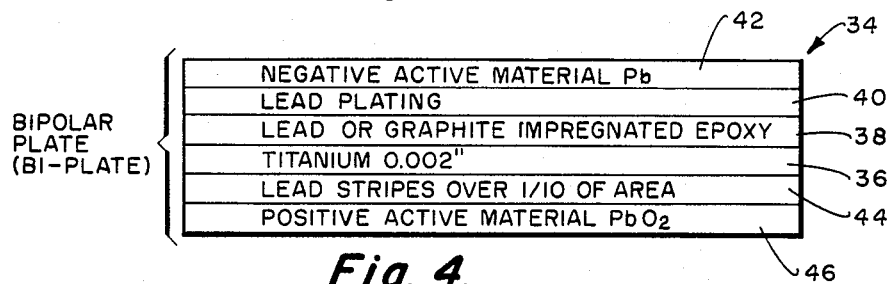 42
34
NEGATIVE ACTIVE MATERIAL Pb
LEAD PLATING
40
LEAD OR GRAPHITE IMPREGNATED EPOXY
38
BIPOLAR
PLATE
(BI-PLATE)
TITANIUM 0.002"
36
LEAD STRIPES OVER 1/10 OF AREA
44
POSITIVE ACTIVE MATERIAL PbO2
46
Fig. 4.